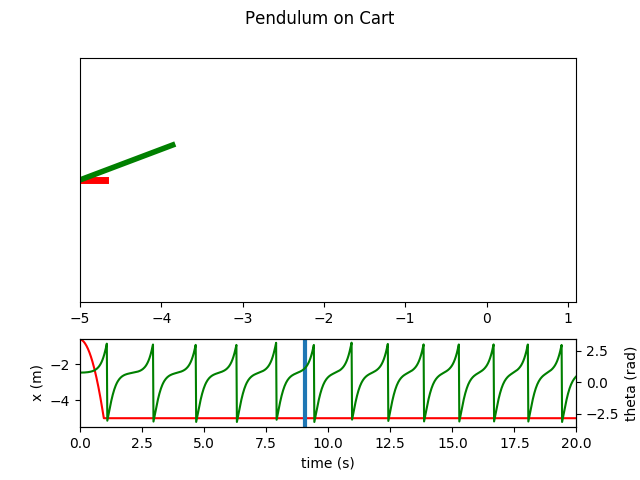 Pendulum on Cart
−5 −4 −3 −2 −1 0 1
−2
−4
x (m)
2.5
0.0
−2.5
theta (rad)
0.0 2.5 5.0 7.5 10.0 12.5 15.0 17.5 20.0
time (s)